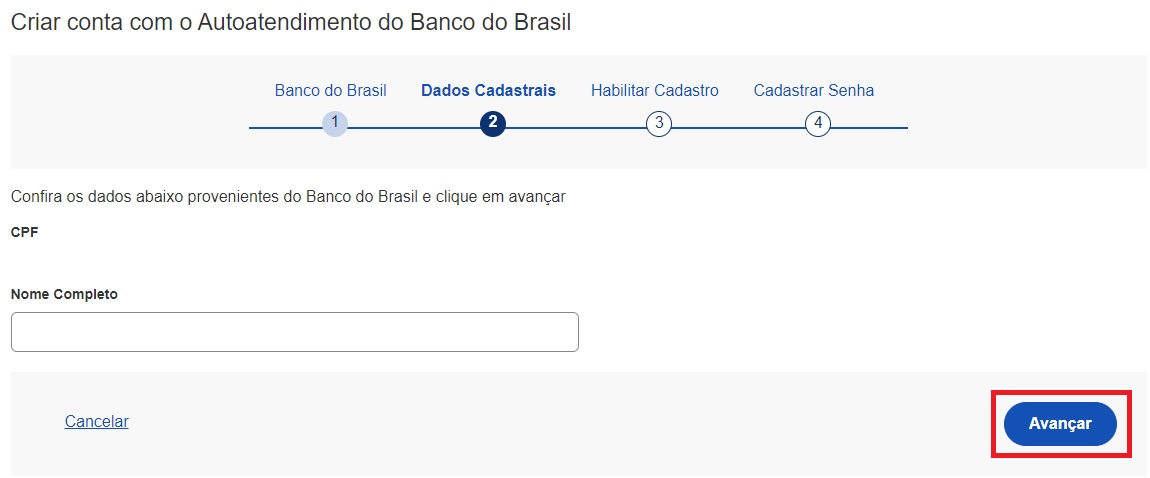 Criar conta com o Autoatendimento do Banco do Brasil
Banco do Brasil Dados Cadastrais Habilitar Cadastro Cadastrar Senha
1 2 3 4
Confira os dados abaixo provenientes do Banco do Brasil e clique em avançar
CPF
Nome Completo
Cancelar Avançar